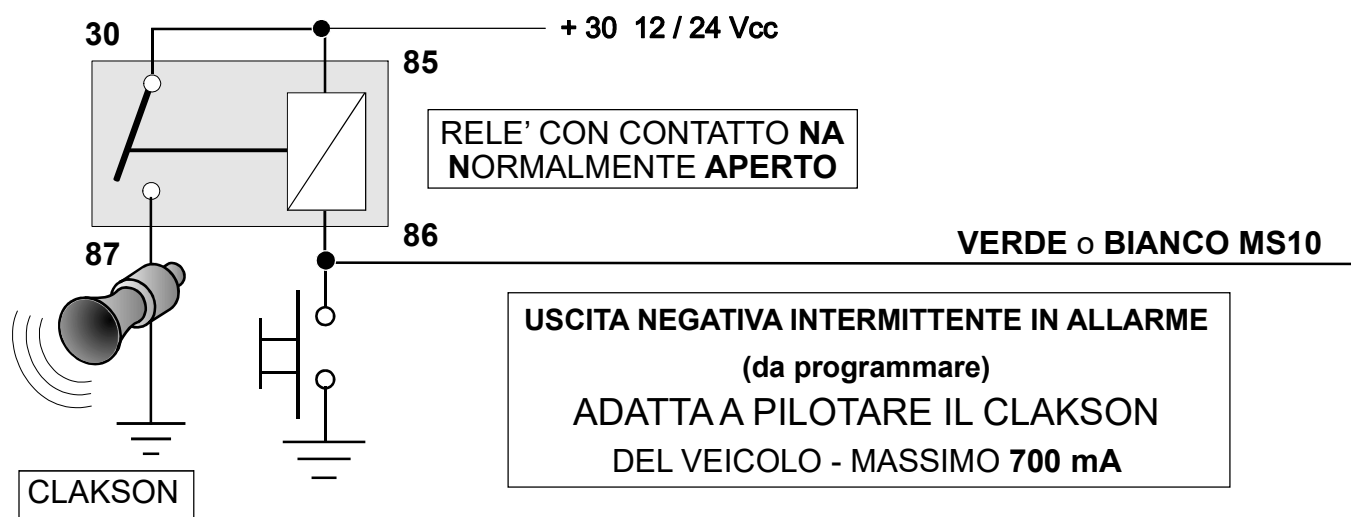 30
+ 30 12 / 24 Vcc
85
RELE’ CON CONTATTO NA
NORMALMENTE APERTO
86
87
VERDE o BIANCO MS10
USCITA NEGATIVA INTERMITTENTE IN ALLARME
(da programmare)
ADATTA A PILOTARE IL CLAKSON
DEL VEICOLO - MASSIMO 700 mA
CLAKSON